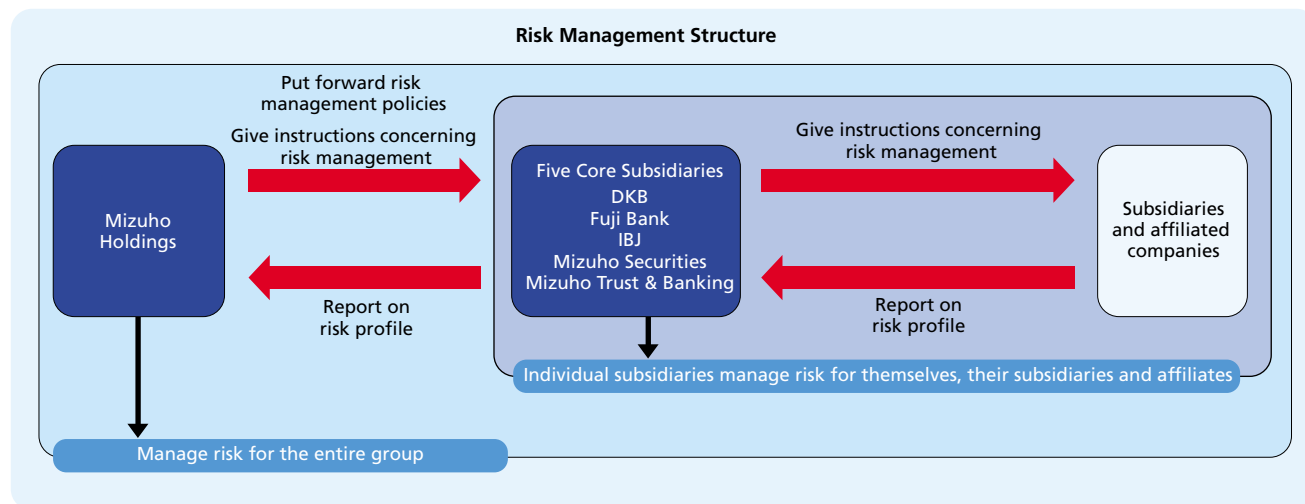 Risk Management Structure
Put forward risk
management policies
Give instructions concerning
risk management
Mizuho
Holdings
Report on
risk profile
Five Core Subsidiaries
DKB
Fuji Bank
IBJ
Mizuho Securities
Mizuho Trust & Banking
Give instructions concerning
risk management
Report on
risk profile
Subsidiaries
and affiliated
companies
Individual subsidiaries manage risk for themselves, their subsidiaries and affiliates
Manage risk for the entire group